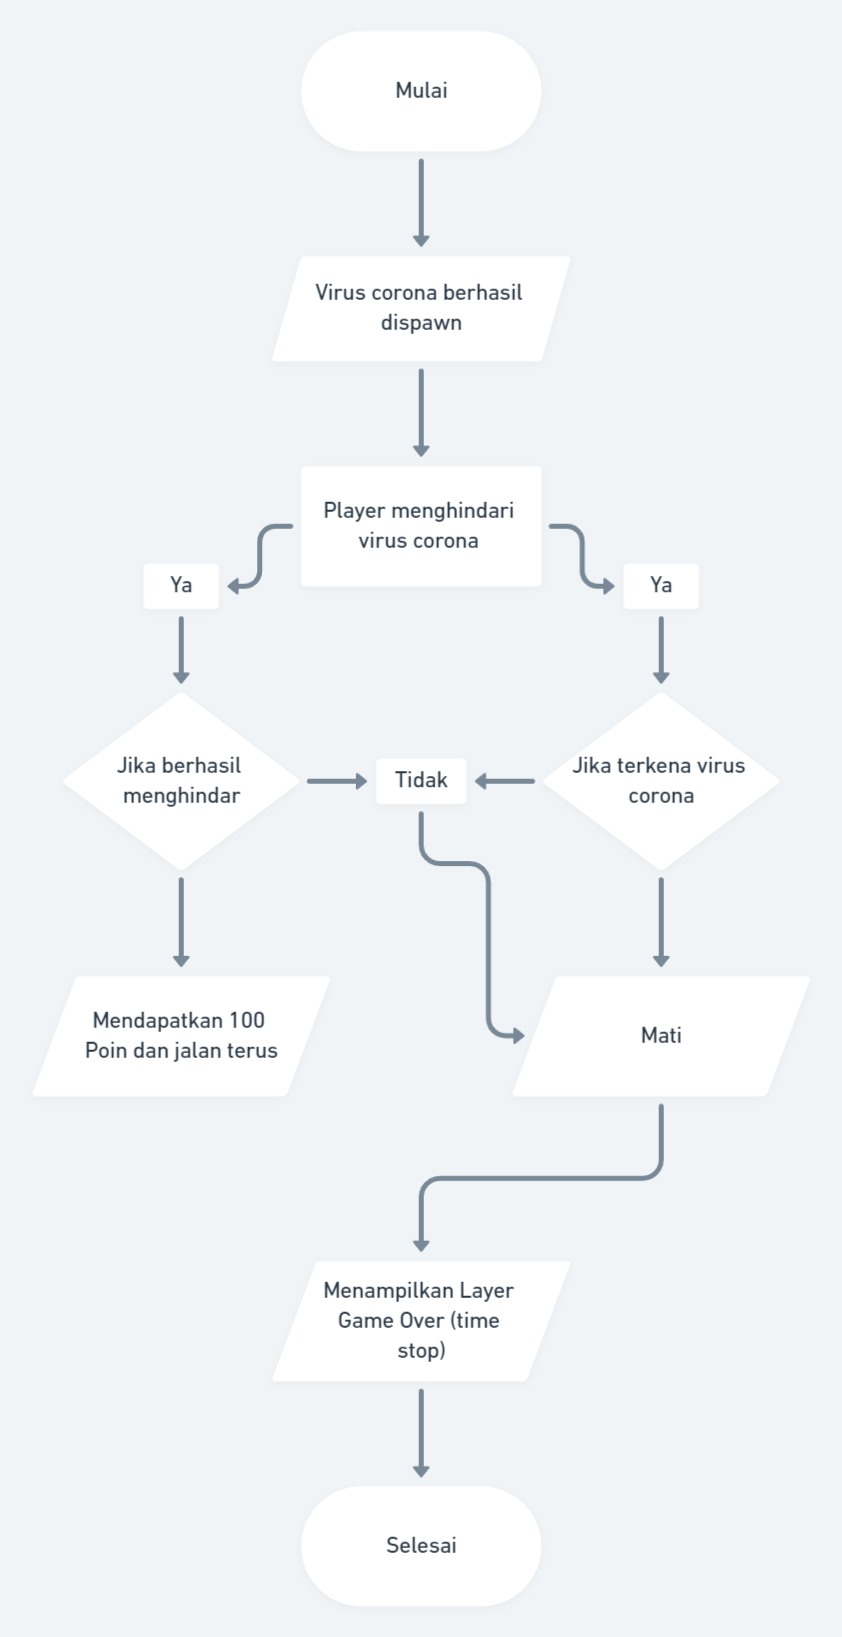 Mulai
Virus corona berhasil
dispawn
Player menghindari
virus corona
Ya
Ya
Jika berhasil
menghindar
Tidak
Jika terkena virus
corona
Mendapatkan 100
Poin dan jalan terus
Mati
Menampilkan Layer
Game Over (time
stop)
Selesai